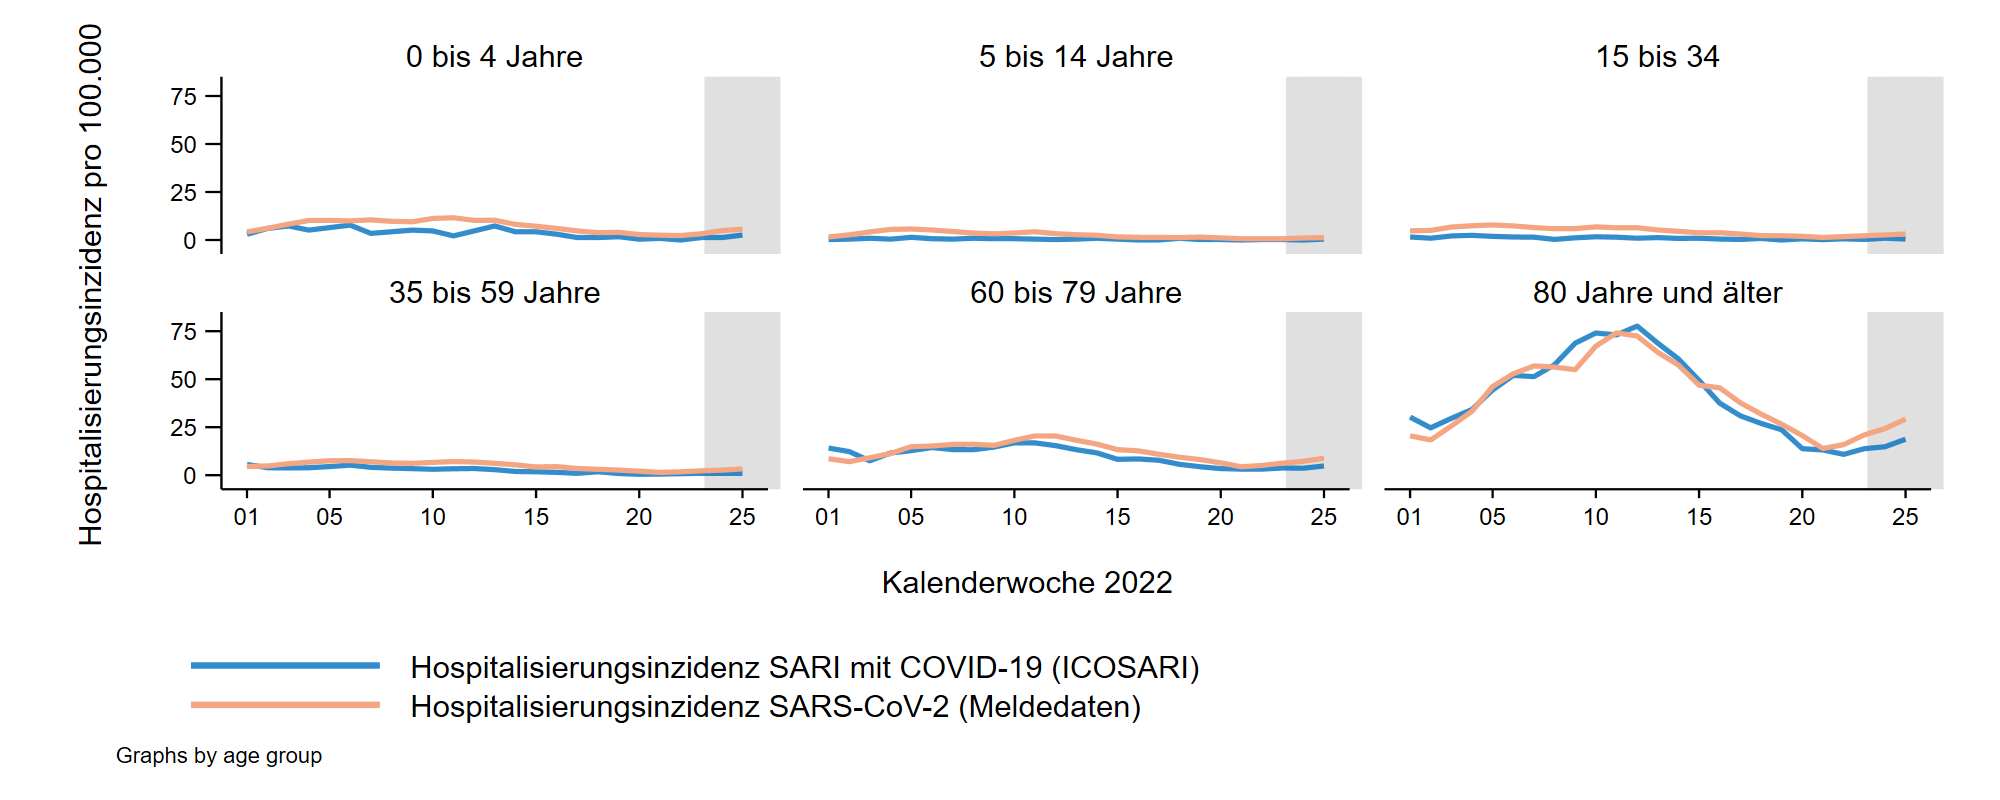 Hospitalisierungsinzidenz pro 100.000
0 bis 4 Jahre
5 bis 14 Jahre
15 bis 34
75
50
25
0
35 bis 59 Jahre
60 bis 79 Jahre
80 Jahre und älter
75
50
25
0
01 05 10 15 20 25
01 05 10 15 20 25
01 05 10 15 20 25
Kalenderwoche 2022
Hospitalisierungsinzidenz SARI mit COVID-19 (ICOSARI)
Hospitalisierungsinzidenz SARS-CoV-2 (Meldedaten)
Graphs by age group